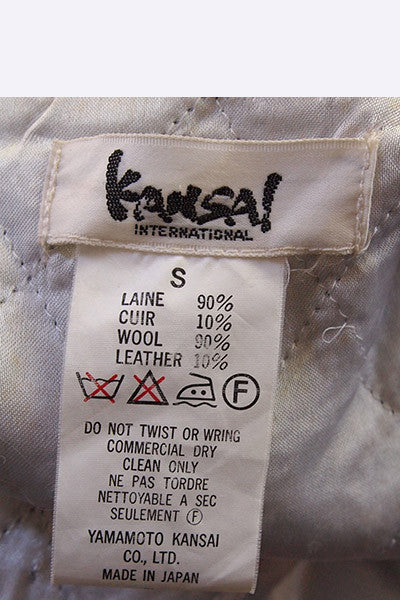 KANSAI
INTERNATIONAL
S
LAINE 90%
CUIR 10%
WOOL 90%
LEATHER 10%
F
DO NOT TWIST OR WRING
COMMERCIAL DRY
CLEAN ONLY
NE PAS TORDRE
NETTOYABLE A SEC
SEULEMENT Ⓕ
YAMAMOTO KANSAI
CO., LTD.
MADE IN JAPAN